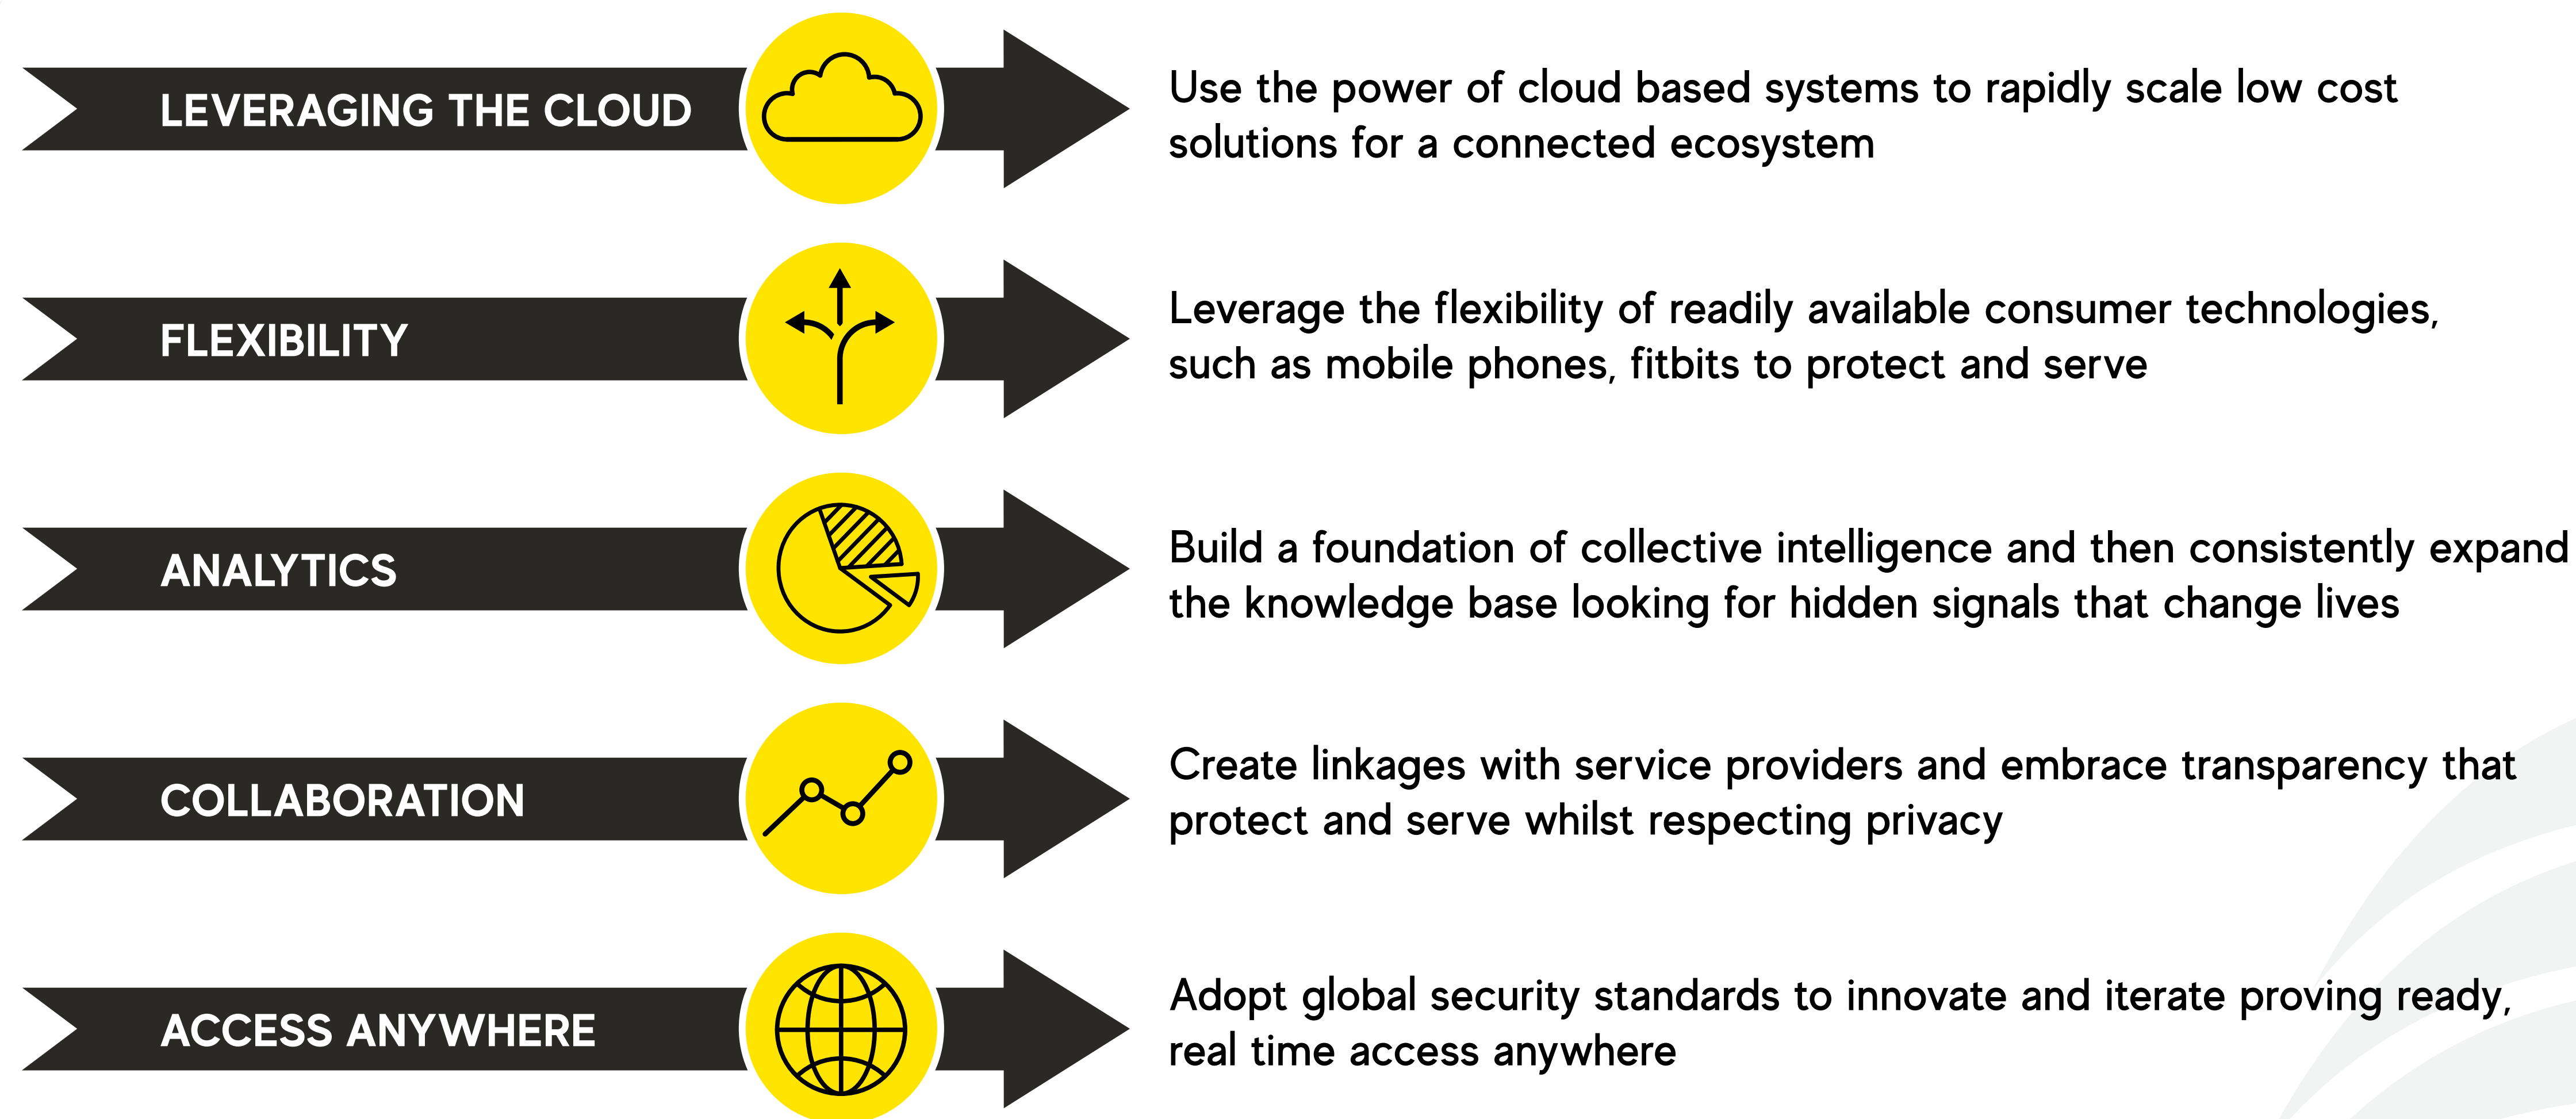 LEVERAGING THE CLOUD
Use the power of cloud based systems to rapidly scale low cost
solutions for a connected ecosystem
FLEXIBILITY
Leverage the flexibility of readily available consumer technologies,
such as mobile phones, fitbits to protect and serve
ANALYTICS
Build a foundation of collective intelligence and then consistently expand
the knowledge base looking for hidden signals that change lives
COLLABORATION
Create linkages with service providers and embrace transparency that
protect and serve whilst respecting privacy
ACCESS ANYWHERE
Adopt global security standards to innovate and iterate proving ready,
real time access anywhere